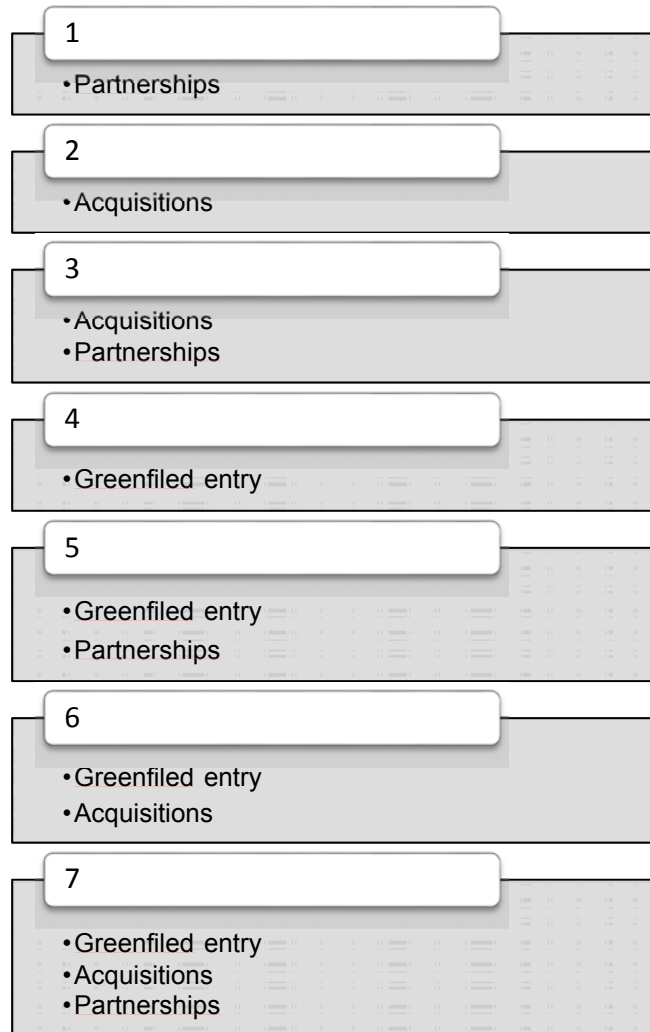 1
•Partnerships
2
•Acquisitions
3
•Acquisitions
•Partnerships
4
•Greenfiled entry
5
•Greenfiled entry
•Partnerships
6
•Greenfiled entry
•Acquisitions
7
•Greenfiled entry
•Acquisitions
•Partnerships